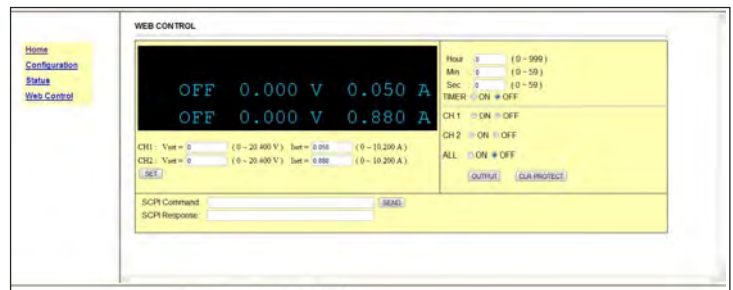 WEB CONTROL
Home
Configuration
Status
Web Control
OFF 0.000 V 0.050 A
OFF 0.000 V 0.880 A
CH1 : Vset = 0 ( 0 ~ 20.400 V ) Iset = 0.050 ( 0 ~ 10.200 A )
CH2 : Vset = 0 ( 0 ~ 20.400 V ) Iset = 0.880 ( 0 ~ 10.200 A )
SET
Hour : 0 ( 0 ~ 999 )
Min : 0 ( 0 ~ 59 )
Sec : 0 ( 0 ~ 59 )
TIMER ON OFF
CH 1 ON OFF
CH 2 ON OFF
ALL ON OFF
OUTPUT CLR PROTECT
SCPI Command: SEND
SCPI Response: